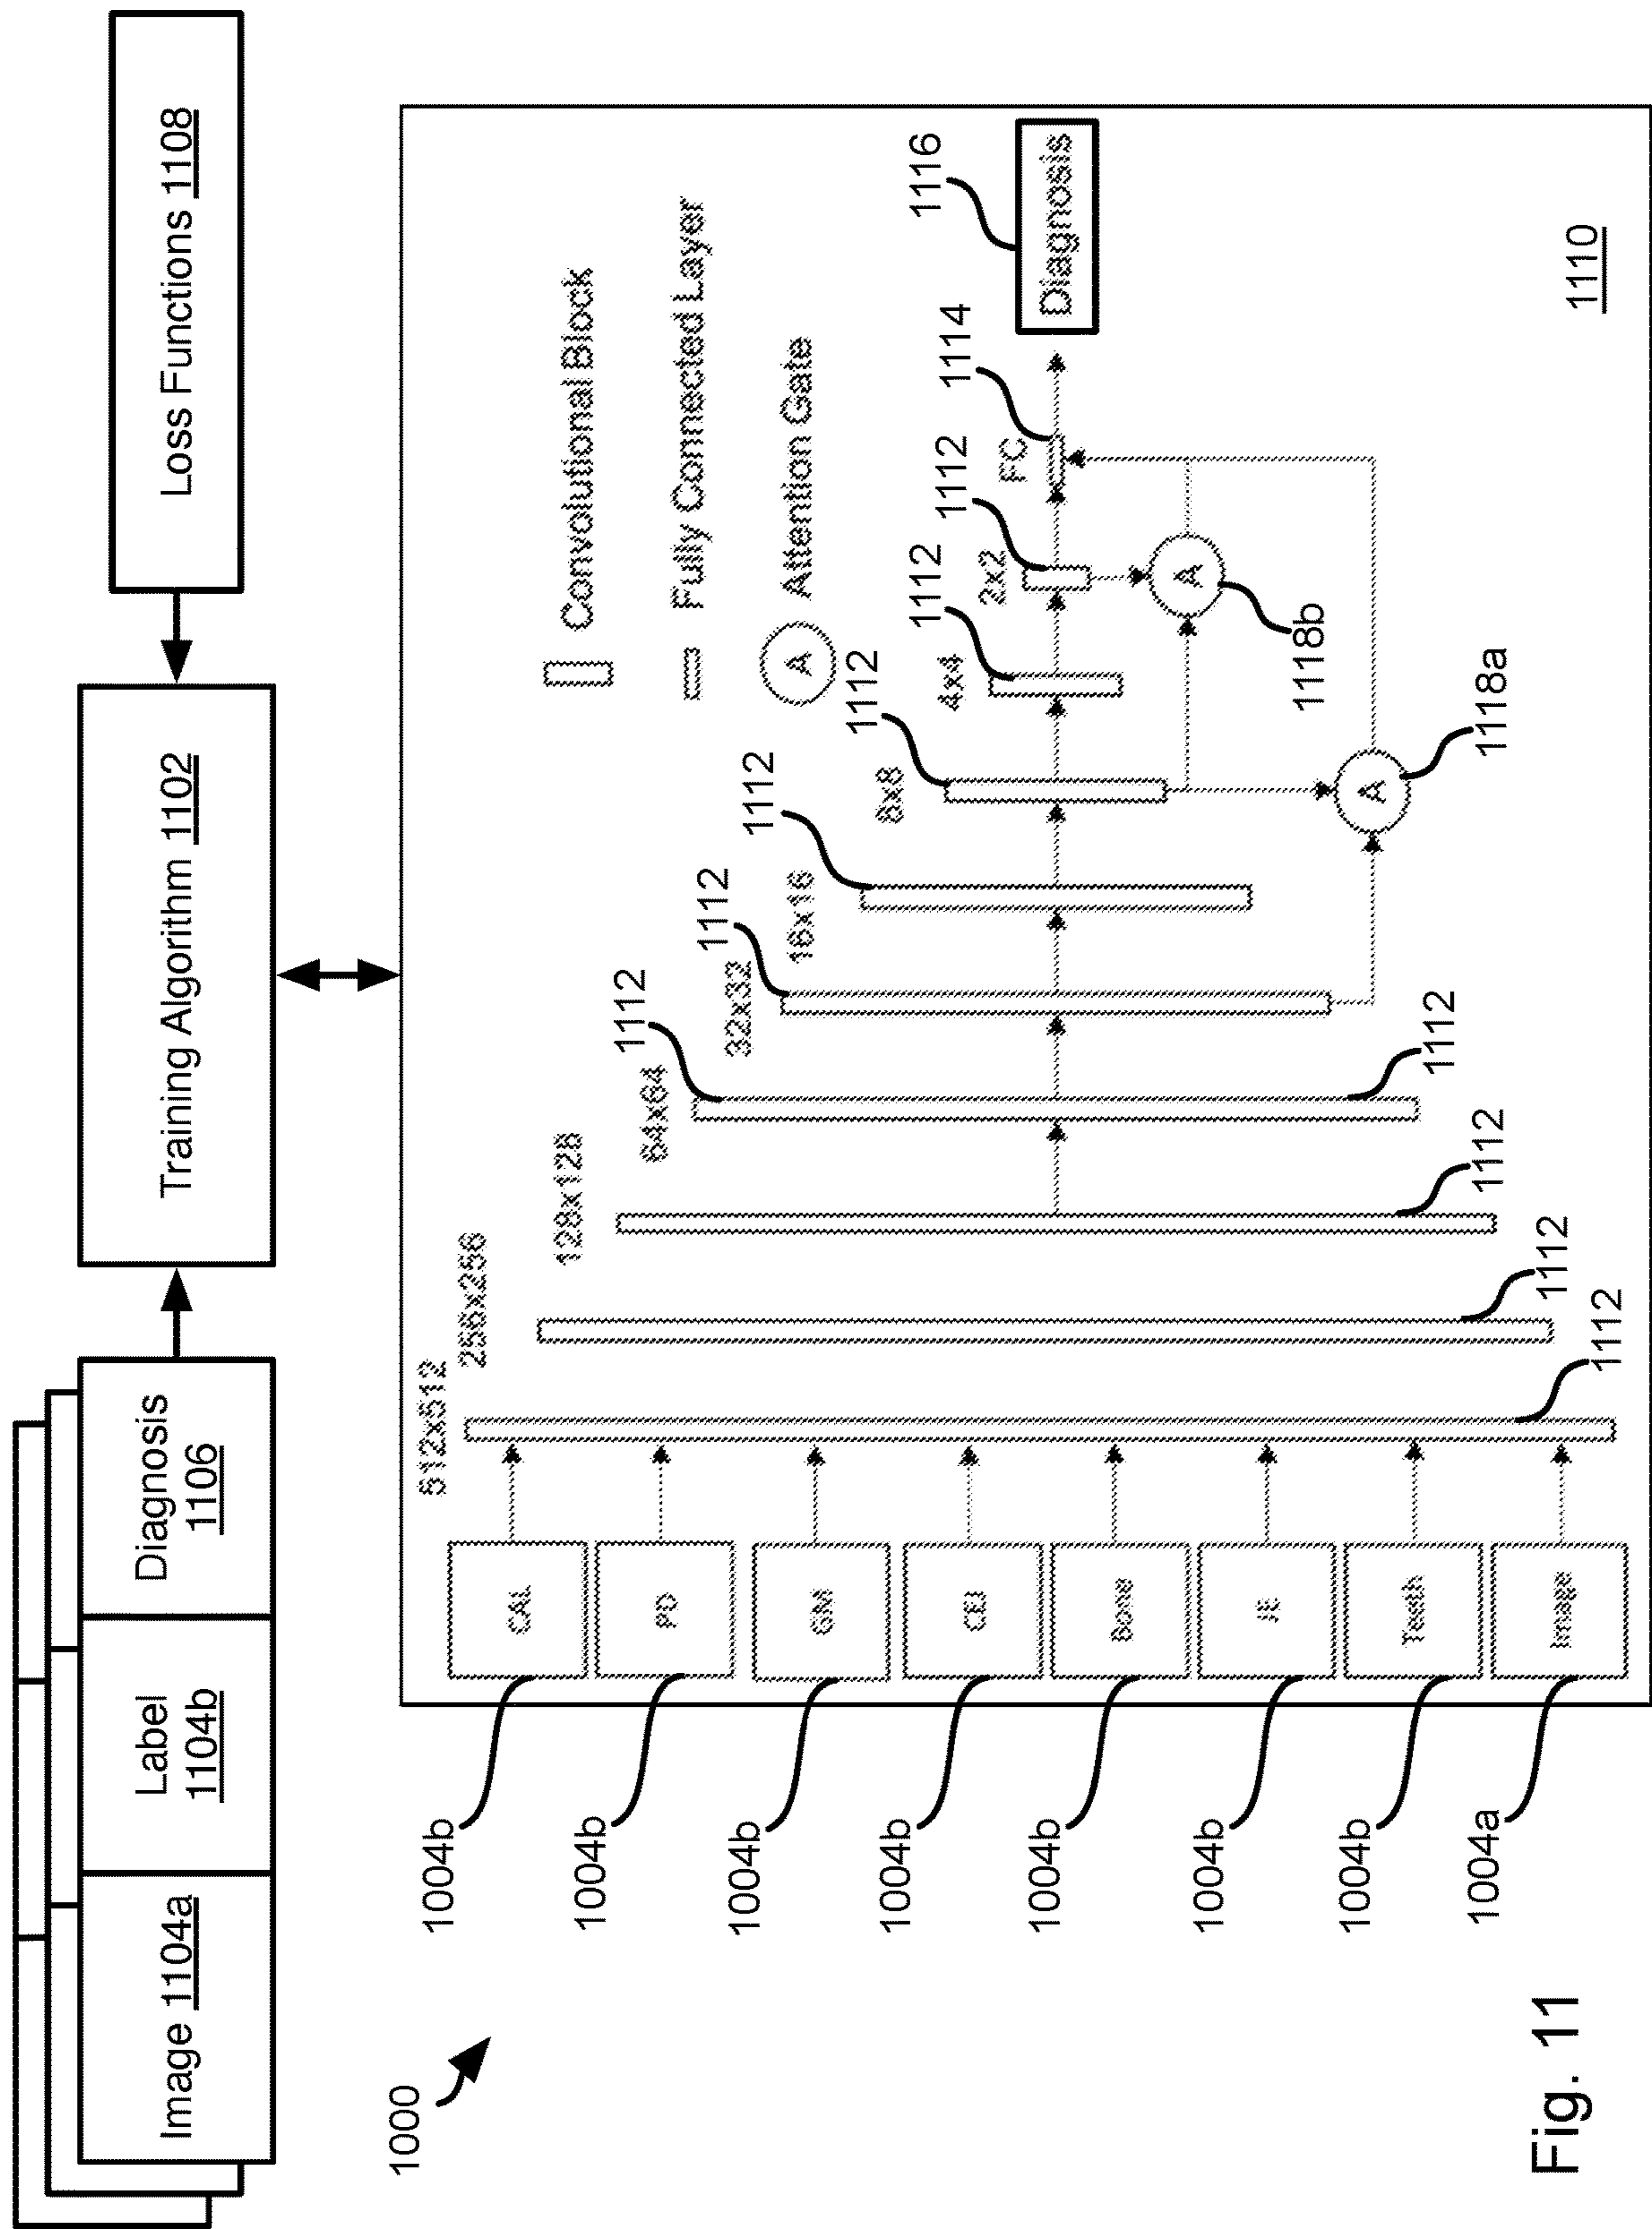 Image 1104a
Label
1104b
Diagnosis
1106
Training Algorithm 1102
Loss Functions 1108
1000
1004b
CAL
1004b
PD
1004b
GM
1004b
CEJ
1004b
Bone
1004b
JE
1004b
Teeth
1004a
Image
512x512
256x256
128x128
64x64
32x32
16x16
8x8
4x4
2x2
FC
1112
1112
1112
1112
1112
1112
1112
1112
1112
1112
1114
1116
Diagnosis
Convolutional Block
Fully Connected Layer
A
Attention Gate
A
1118b
A
1118a
1110
Fig. 11